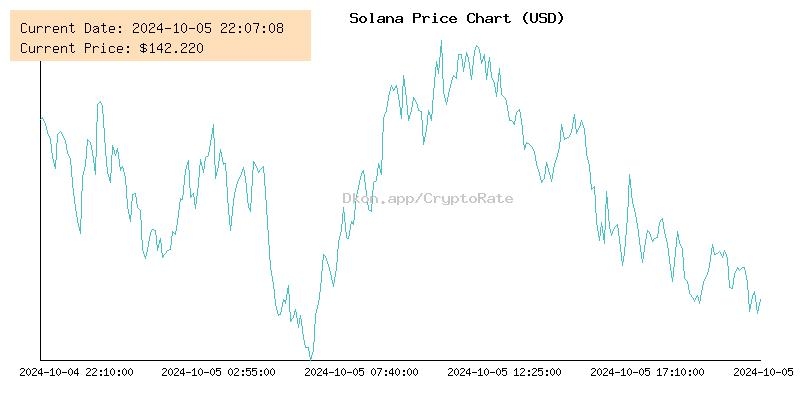 Solana Price Chart (USD)
Current Date: 2024-10-05 22:07:08
Current Price: $142.220
Dkon.app/CryptoRate
2024-10-04 22:10:00 2024-10-05 02:55:00 2024-10-05 07:40:00 2024-10-05 12:25:00 2024-10-05 17:10:00 2024-10-05